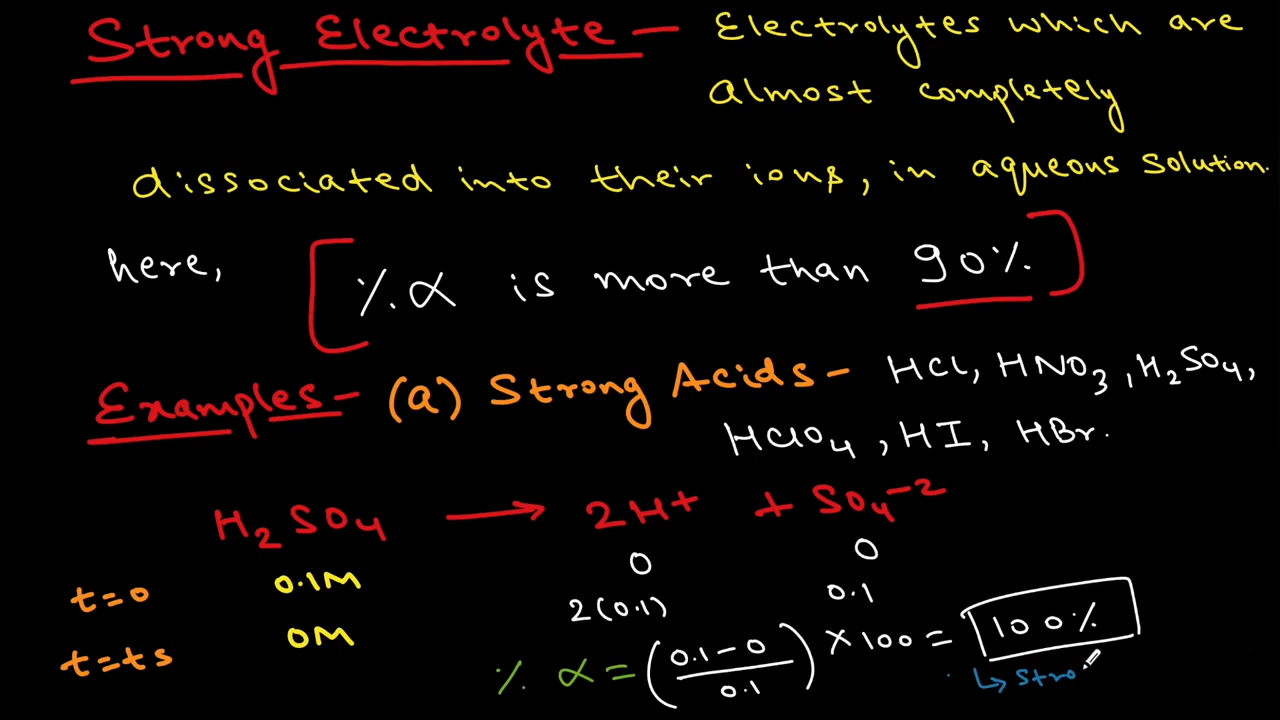 Strong Electrolyte — Electrolytes which are
almost completely
dissociated into their ions, in aqueous solution.
here, [ % α is more than 90% ]
Examples - (a) Strong Acids - HCl, HNO₃, H₂SO₄,
HClO₄, HI, HBr.
H₂SO₄ → 2H⁺ + SO₄⁻²
0 0
t=0 0.1M
2(0.1) 0.1
t=ts 0M
% α = (0.1-0 / 0.1) × 100 = 100%
↳ Stro